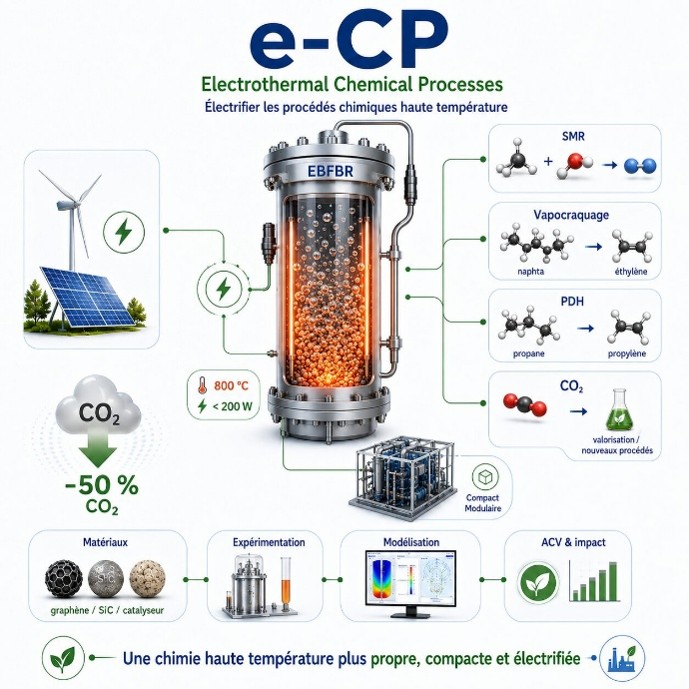 e-CP
Electrothermal Chemical Processes
Électrifier les procédés chimiques haute température
EBFBR
SMR
+
Vapocraquage
naphta
éthylène
PDH
propane
propylène
CO₂
valorisation /
nouveaux procédés
800 °C
< 200 W
CO₂
-50 %
CO₂
Compact
Modulaire
Matériaux
SiC
graphène / SiC / catalyseur
Expérimentation
Modélisation
ACV & impact
Une chimie haute température plus propre, compacte et électrifiée